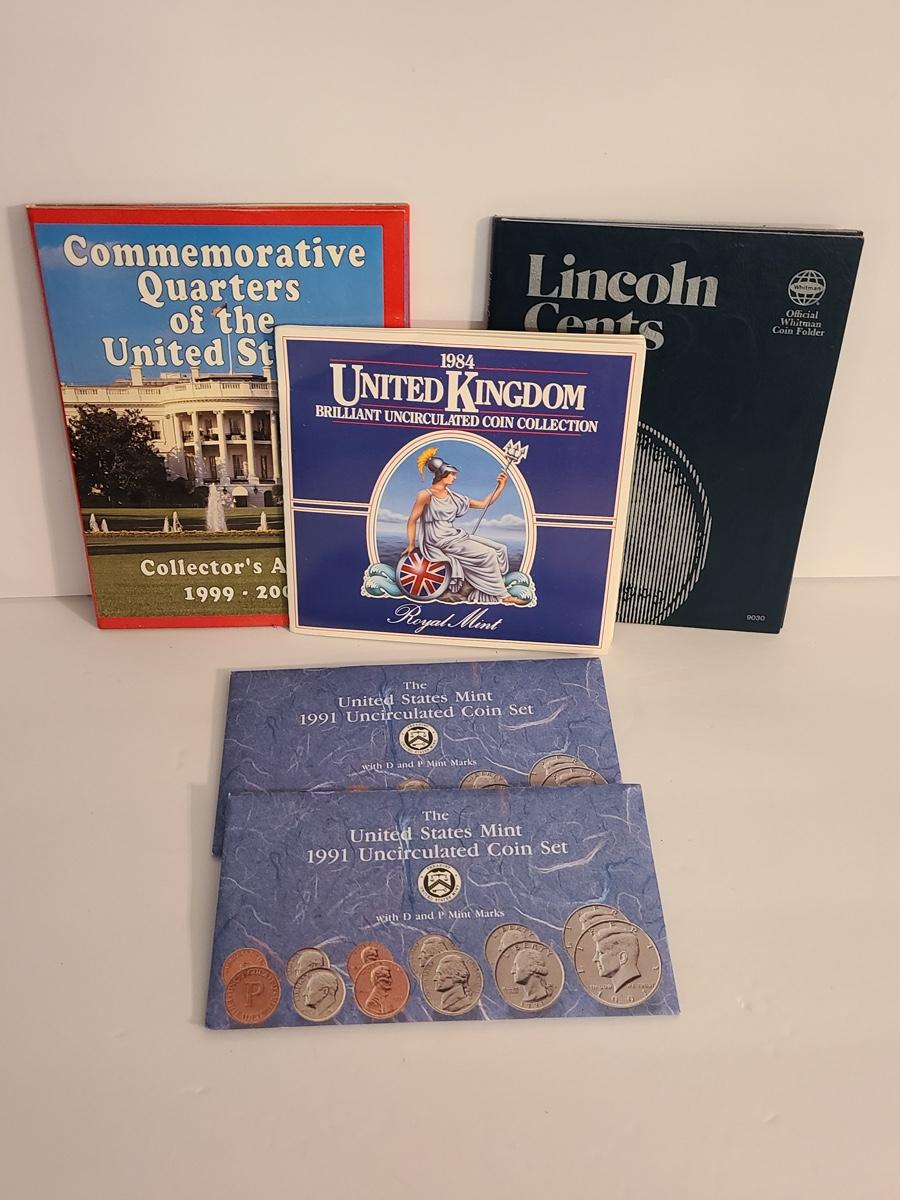 Commemorative
Quarters
of the
United St
Collector's A
1999 - 200
Lincoln
Cents
Whitman
Official
Whitman
Coin Folder
9030
1984
UNITED KINGDOM
BRILLIANT UNCIRCULATED COIN COLLECTION
Royal Mint
The
United States Mint
1991 Uncirculated Coin Set
with D and P Mint Marks
The
United States Mint
1991 Uncirculated Coin Set
with D and P Mint Marks
P